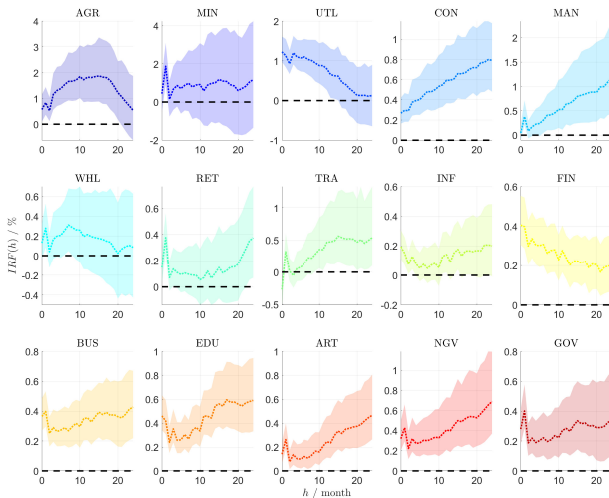 AGR MIN UTL CON MAN
4 4 2 1 2
3 0.8 1.5
2 2 1 0.6 1
1 0 0 0.4 0.5
0 0.2
-2 -1 0 0
0 10 20 0 10 20 0 10 20 0 10 20 0 10 20
WHL RET TRA INF FIN
0.6 0.6 1.5 0.6 0.6
0.4 0.4 1 0.4 0.4
0.2 0.5 0.2
0 0.2 0 0.2
-0.2 0 0
-0.4 -0.5 -0.2 0
0 10 20 0 10 20 0 10 20 0 10 20 0 10 20
IRF(h) / %
BUS EDU ART NGV GOV
0.8 1 1 1 1
0.6 0.8 0.8 0.8 0.8
0.4 0.6 0.6 0.6 0.6
0.2 0.4 0.4 0.4 0.4
0.2 0.2 0.2 0.2
0 0 0 0 0
0 10 20 0 10 20 0 10 20 0 10 20 0 10 20
h / month